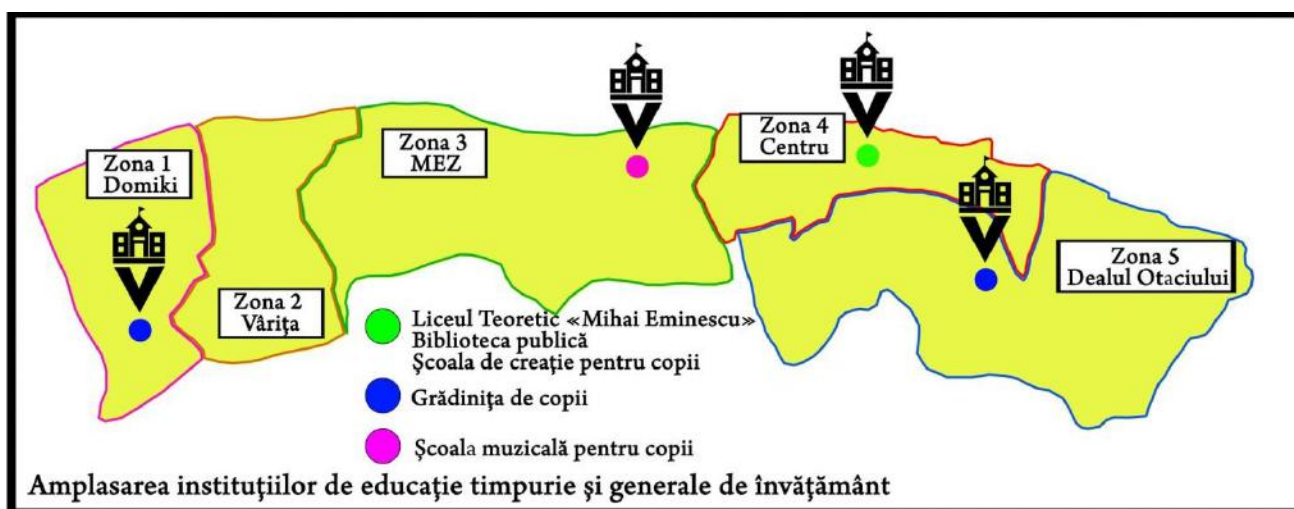 Zona 1
Domiki
Zona 2
Vârița
Zona 3
MEZ
Zona 4
Centru
Zona 5
Dealul Otaciului
Liceul Teoretic «Mihai Eminescu»
Biblioteca publică
Școala de creație pentru copii
Grădinița de copii
Școala muzicală pentru copii
Amplasarea instituțiilor de educație timpurie și generale de învățământ